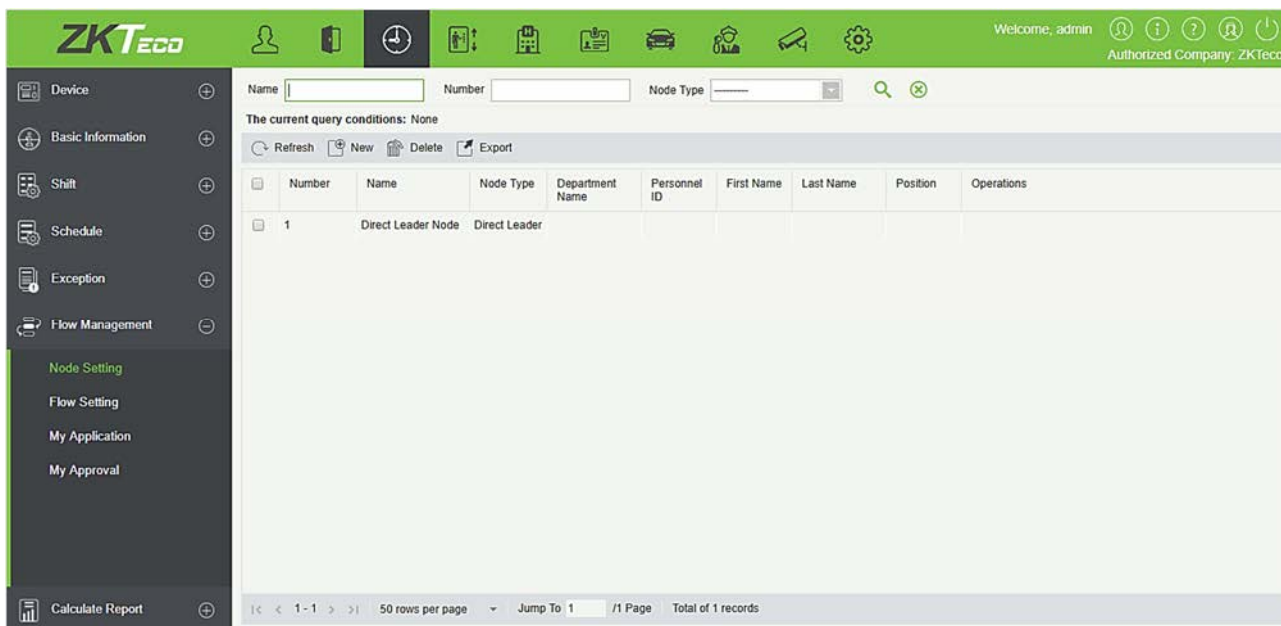 ZKTeco
Welcome, admin
Authorized Company: ZKTeco
Device
Basic Information
Shift
Schedule
Exception
Flow Management
Node Setting
Flow Setting
My Application
My Approval
Calculate Report
Name Number Node Type ---------
The current query conditions: None
Refresh New Delete Export
Number Name Node Type Department Name Personnel ID First Name Last Name Position Operations
1 Direct Leader Node Direct Leader
|< < 1 - 1 > >| 50 rows per page Jump To 1 /1 Page Total of 1 records